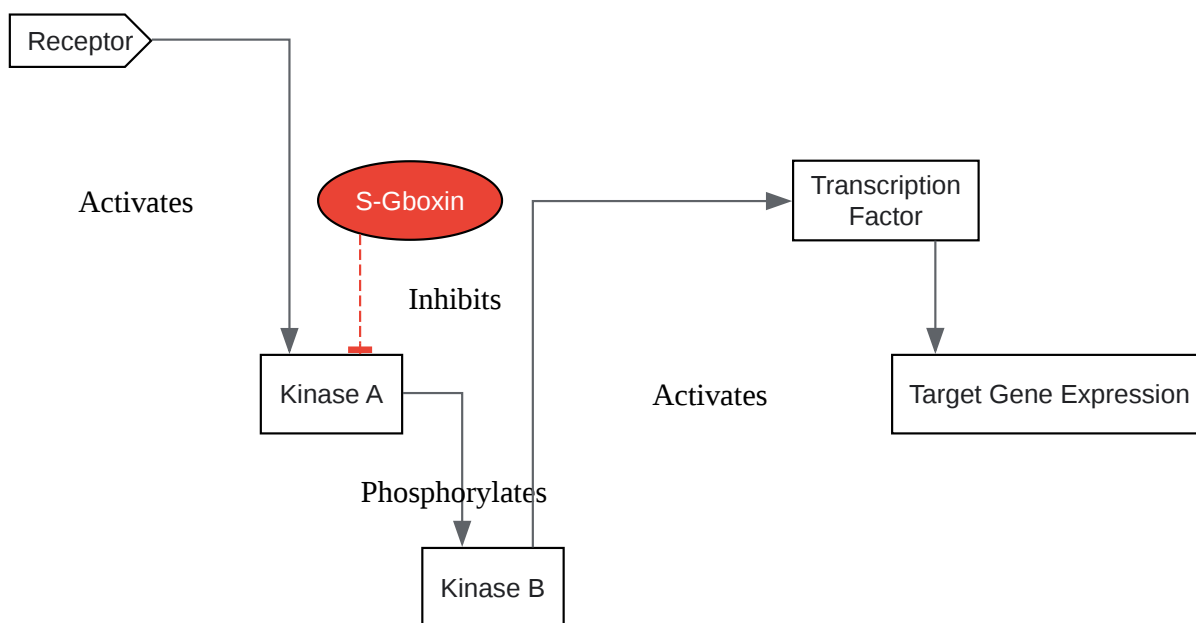 Receptor
Activates
S-Gboxin
Transcription
Factor
Inhibits
Kinase A
Activates
Target Gene Expression
Phosphorylates
Kinase B